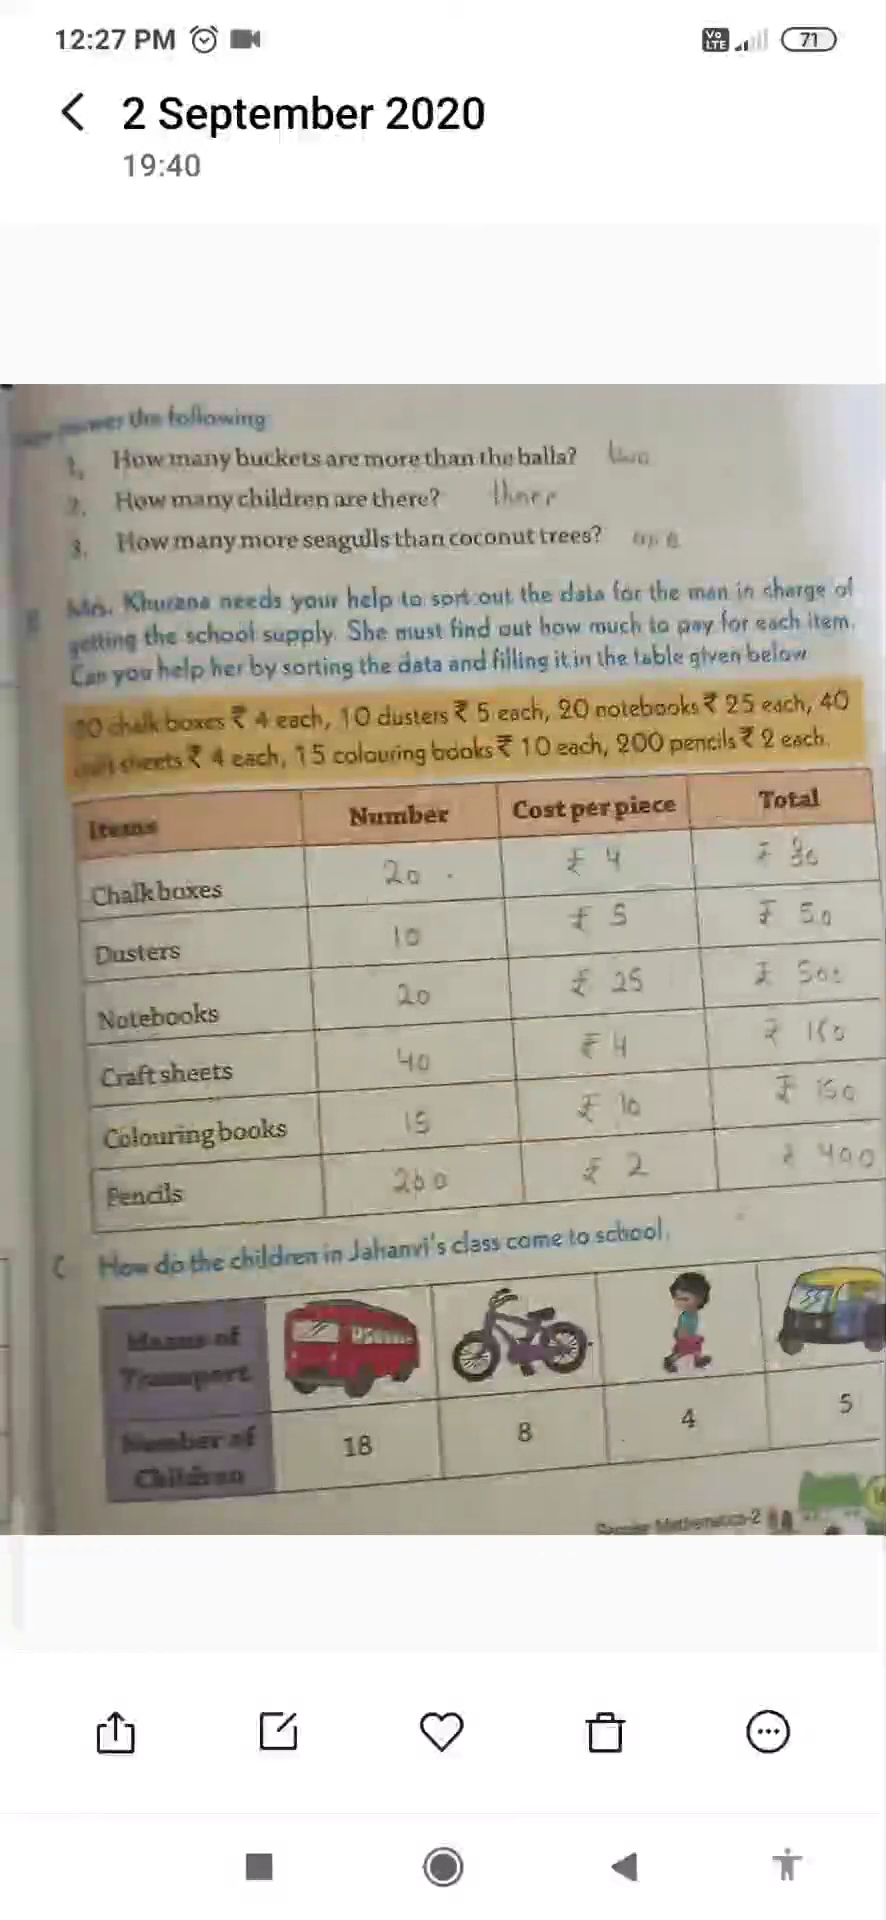 12:27 PM
Vo LTE 71
2 September 2020
19:40
the following
1. How many buckets are more than the balls? two
2. How many children are there? three
3. How many more seagulls than coconut trees?
Mrs. Khurana needs your help to sort out the data for the man in charge of
getting the school supply. She must find out how much to pay for each item.
Can you help her by sorting the data and filling it in the table given below
chalk boxes ₹ 4 each, 10 dusters ₹ 5 each, 20 notebooks ₹ 25 each, 40
sheets ₹ 4 each, 15 colouring books ₹ 10 each, 200 pencils ₹ 2 each.
Items Number Cost per piece Total
Chalk boxes 20 ₹ 4 ₹
Dusters 10 ₹ 5 ₹ 50
Notebooks 20 ₹ 25 ₹ 500
Craft sheets 40 ₹ 4 ₹
Colouring books 15 ₹ 10 ₹ 150
Pencils 200 ₹ 2 ₹ 400
C How do the children in Jahanvi's class come to school.
Means of
Transport
Number of
Children
18 8 4 5
Mathematics-2